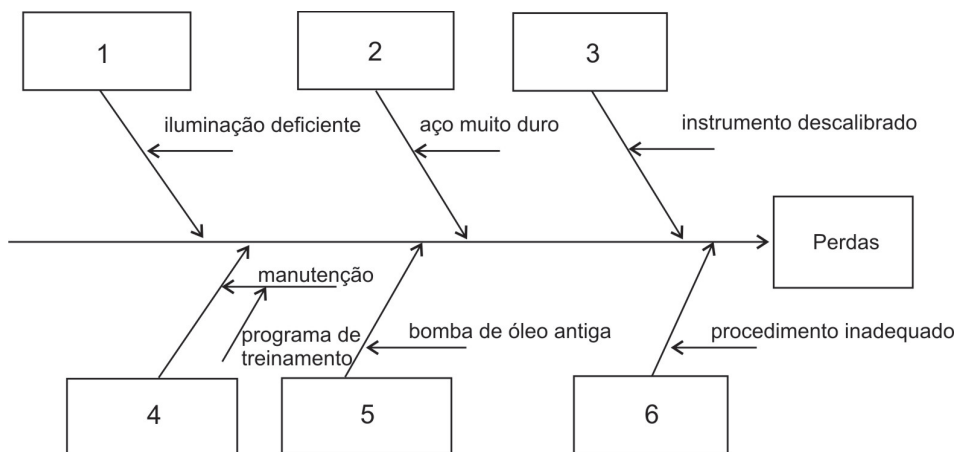 1
2
3
iluminação deficiente
aço muito duro
instrumento descalibrado
Perdas
manutenção
programa de
treinamento
bomba de óleo antiga
procedimento inadequado
4
5
6